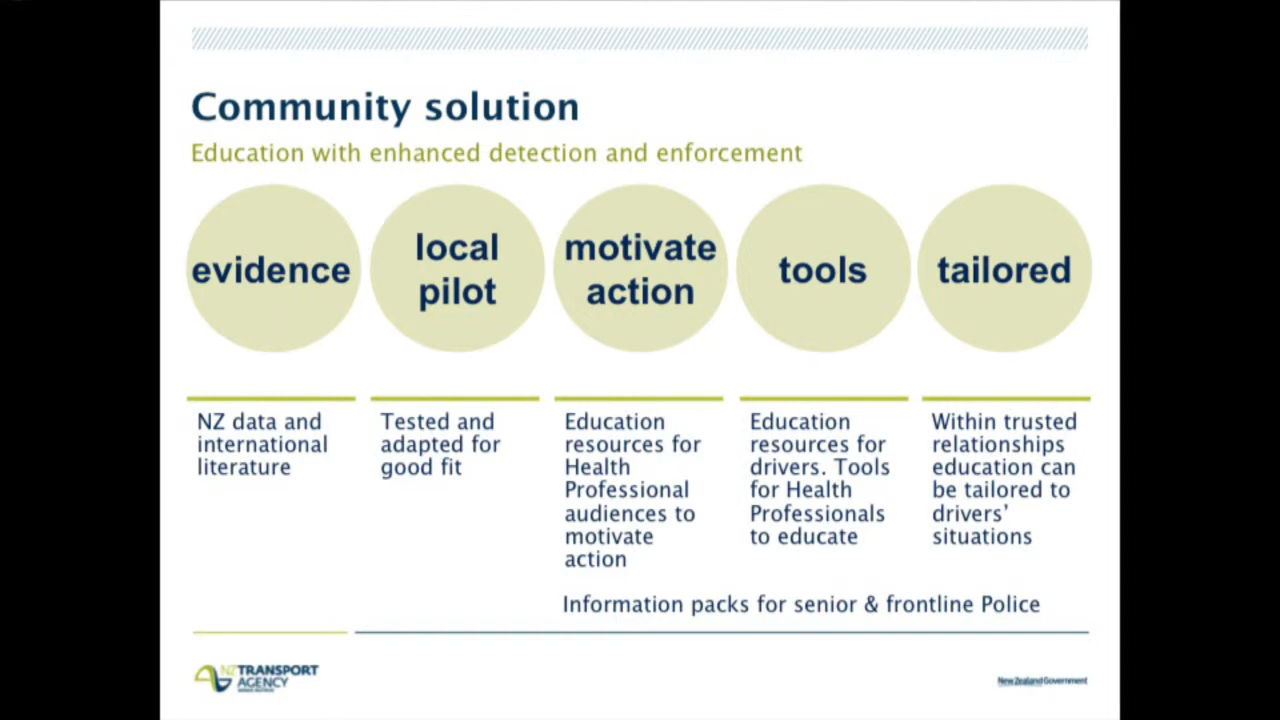 Community solution
Education with enhanced detection and enforcement
evidence
local
pilot
motivate
action
tools
tailored
NZ data and
international
literature
Tested and
adapted for
good fit
Education
resources for
Health
Professional
audiences to
motivate
action
Education
resources for
drivers. Tools
for Health
Professionals
to educate
Within trusted
relationships
education can
be tailored to
drivers’
situations
Information packs for senior & frontline Police
NZTRANSPORT
AGENCY
New Zealand Government